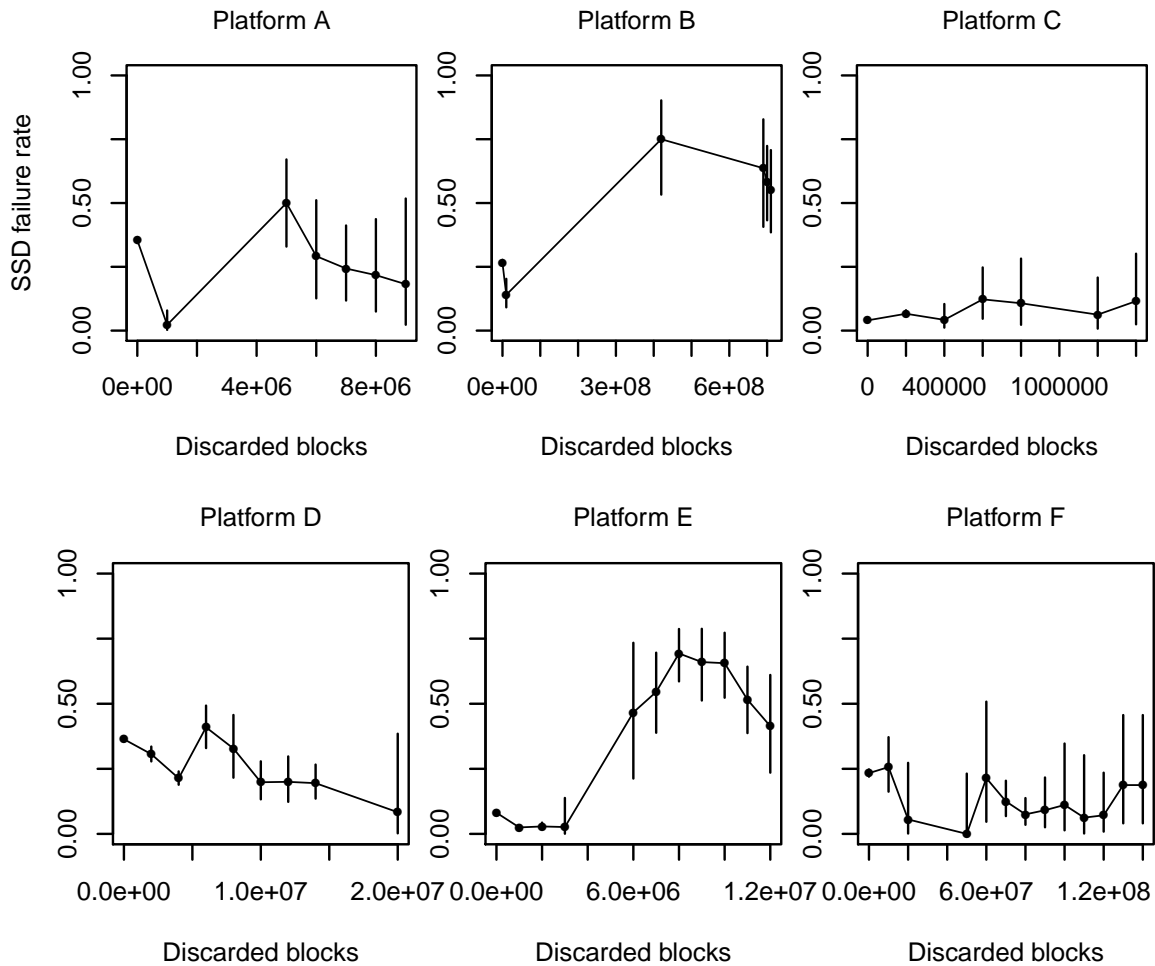 Platform A
Platform B
Platform C
SSD failure rate
1.00
0.50
0.00
1.00
0.50
0.00
1.00
0.50
0.00
0e+00 4e+06 8e+06
0e+00 3e+08 6e+08
0 400000 1000000
Discarded blocks
Discarded blocks
Discarded blocks
Platform D
Platform E
Platform F
1.00
0.50
0.00
1.00
0.50
0.00
1.00
0.50
0.00
0.0e+00 1.0e+07 2.0e+07
0.0e+00 6.0e+06 1.2e+07
0.0e+00 6.0e+07 1.2e+08
Discarded blocks
Discarded blocks
Discarded blocks